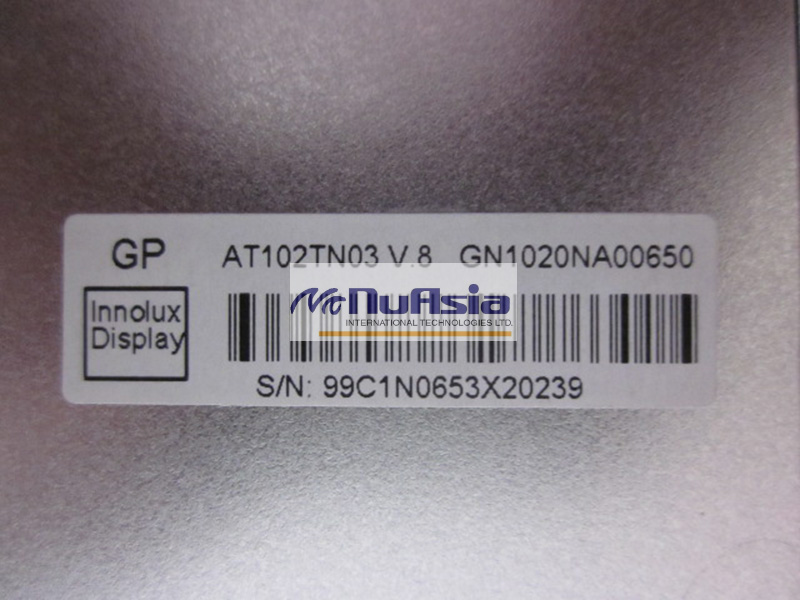 GP AT102TN03 V.8 GN1020NA00650
Innolux
Display
NuAsia
INTERNATIONAL TECHNOLOGIES LTD.
S/N: 99C1N0653X20239